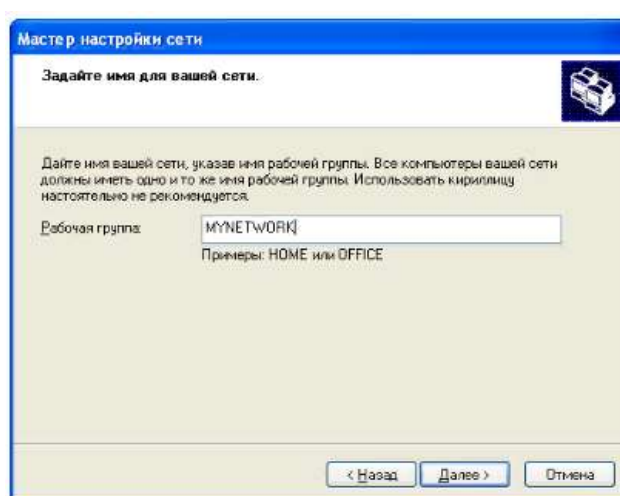 Мастер настройки сети
Задайте имя для вашей сети.
Дайте имя вашей сети, указав имя рабочей группы. Все компьютеры вашей сети
должны иметь одно и то же имя рабочей группы. Использовать кириллицу
настоятельно не рекомендуется.
Рабочая группа: MYNETWORK
Примеры: HOME или OFFICE
< Назад Далее > Отмена